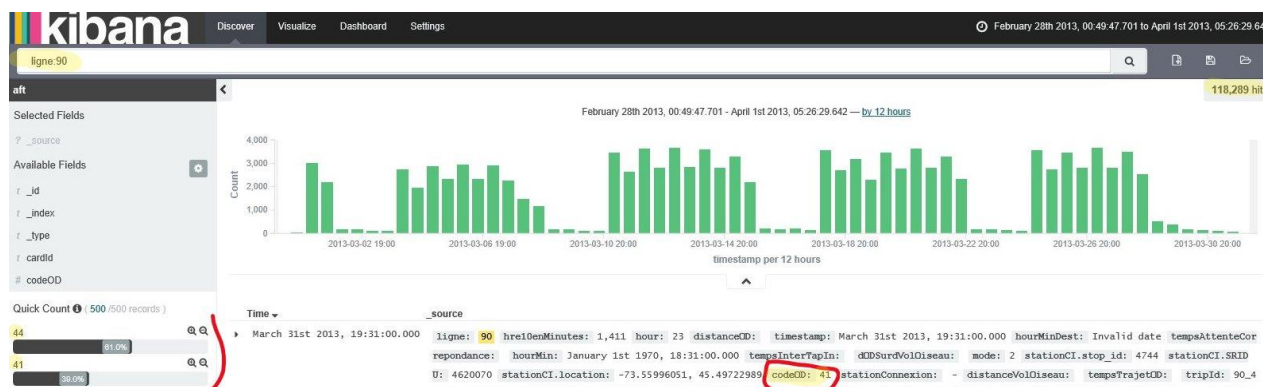 kibana
Discover Visualize Dashboard Settings
February 28th 2013, 00:49:47.701 to April 1st 2013, 05:26:29.64
ligne:90
aft
118,289 hit
Selected Fields
? _source
Available Fields
t _id
t _index
t _type
t cardId
# codeOD
Quick Count ( 500 /500 records )
44
61.0%
41
39.0%
February 28th 2013, 00:49:47.701 - April 1st 2013, 05:26:29.642 — by 12 hours
Count
4,000
3,000
2,000
1,000
0
2013-03-02 19:00 2013-03-06 19:00 2013-03-10 20:00 2013-03-14 20:00 2013-03-18 20:00 2013-03-22 20:00 2013-03-26 20:00 2013-03-30 20:00
timestamp per 12 hours
Time _source
March 31st 2013, 19:31:00.000 ligne: 90 hre10enMinutes: 1,411 hour: 23 distanceOD: timestamp: March 31st 2013, 19:31:00.000 hourMinDest: Invalid date tempsAttenteCor
repondance: hourMin: January 1st 1970, 18:31:00.000 tempsInterTapIn: dODSurdVolOiseau: mode: 2 stationCI.stop_id: 4744 stationCI.SRID
U: 4620070 stationCI.location: -73.55996051, 45.49722989 codeOD: 41 stationConnexion: - distanceVolOiseau: tempsTrajetOD: tripId: 90_4